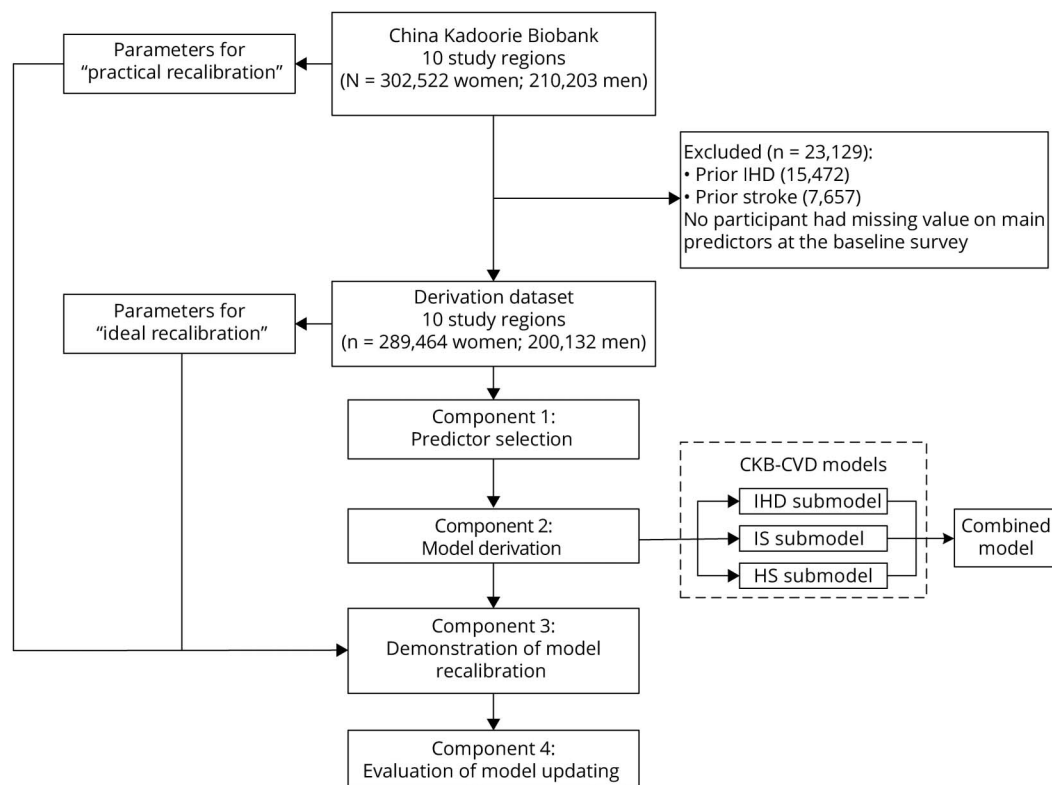 Parameters for
“practical recalibration”
China Kadoorie Biobank
10 study regions
(N = 302,522 women; 210,203 men)
Excluded (n = 23,129):
• Prior IHD (15,472)
• Prior stroke (7,657)
No participant had missing value on main
predictors at the baseline survey
Parameters for
“ideal recalibration”
Derivation dataset
10 study regions
(n = 289,464 women; 200,132 men)
Component 1:
Predictor selection
Component 2:
Model derivation
CKB-CVD models
IHD submodel
IS submodel
HS submodel
Combined
model
Component 3:
Demonstration of model
recalibration
Component 4:
Evaluation of model updating